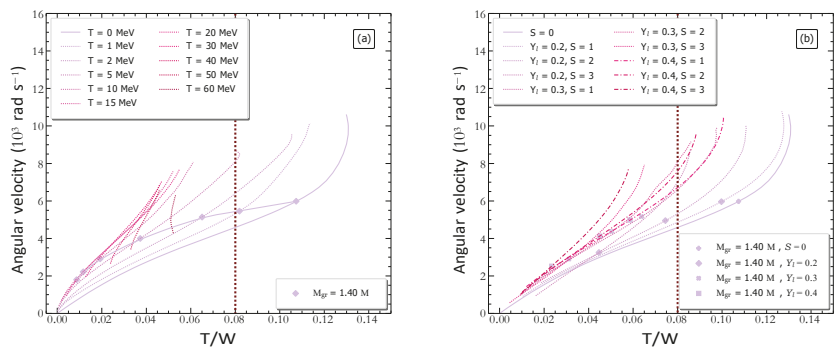 (a)
T = 0 MeV
T = 1 MeV
T = 2 MeV
T = 5 MeV
T = 10 MeV
T = 15 MeV
T = 20 MeV
T = 30 MeV
T = 40 MeV
T = 50 MeV
T = 60 MeV
Angular velocity (10³ rad s⁻¹)
16
14
12
10
8
6
4
2
0
0.00 0.02 0.04 0.06 0.08 0.10 0.12 0.14
T/W
M_gr = 1.40 M
(b)
S = 0
Y_l = 0.2, S = 1
Y_l = 0.2, S = 2
Y_l = 0.2, S = 3
Y_l = 0.3, S = 1
Y_l = 0.3, S = 2
Y_l = 0.3, S = 3
Y_l = 0.4, S = 1
Y_l = 0.4, S = 2
Y_l = 0.4, S = 3
Angular velocity (10³ rad s⁻¹)
16
14
12
10
8
6
4
2
0
0.00 0.02 0.04 0.06 0.08 0.10 0.12 0.14
T/W
M_gr = 1.40 M , S = 0
M_gr = 1.40 M , Y_l = 0.2
M_gr = 1.40 M , Y_l = 0.3
M_gr = 1.40 M , Y_l = 0.4